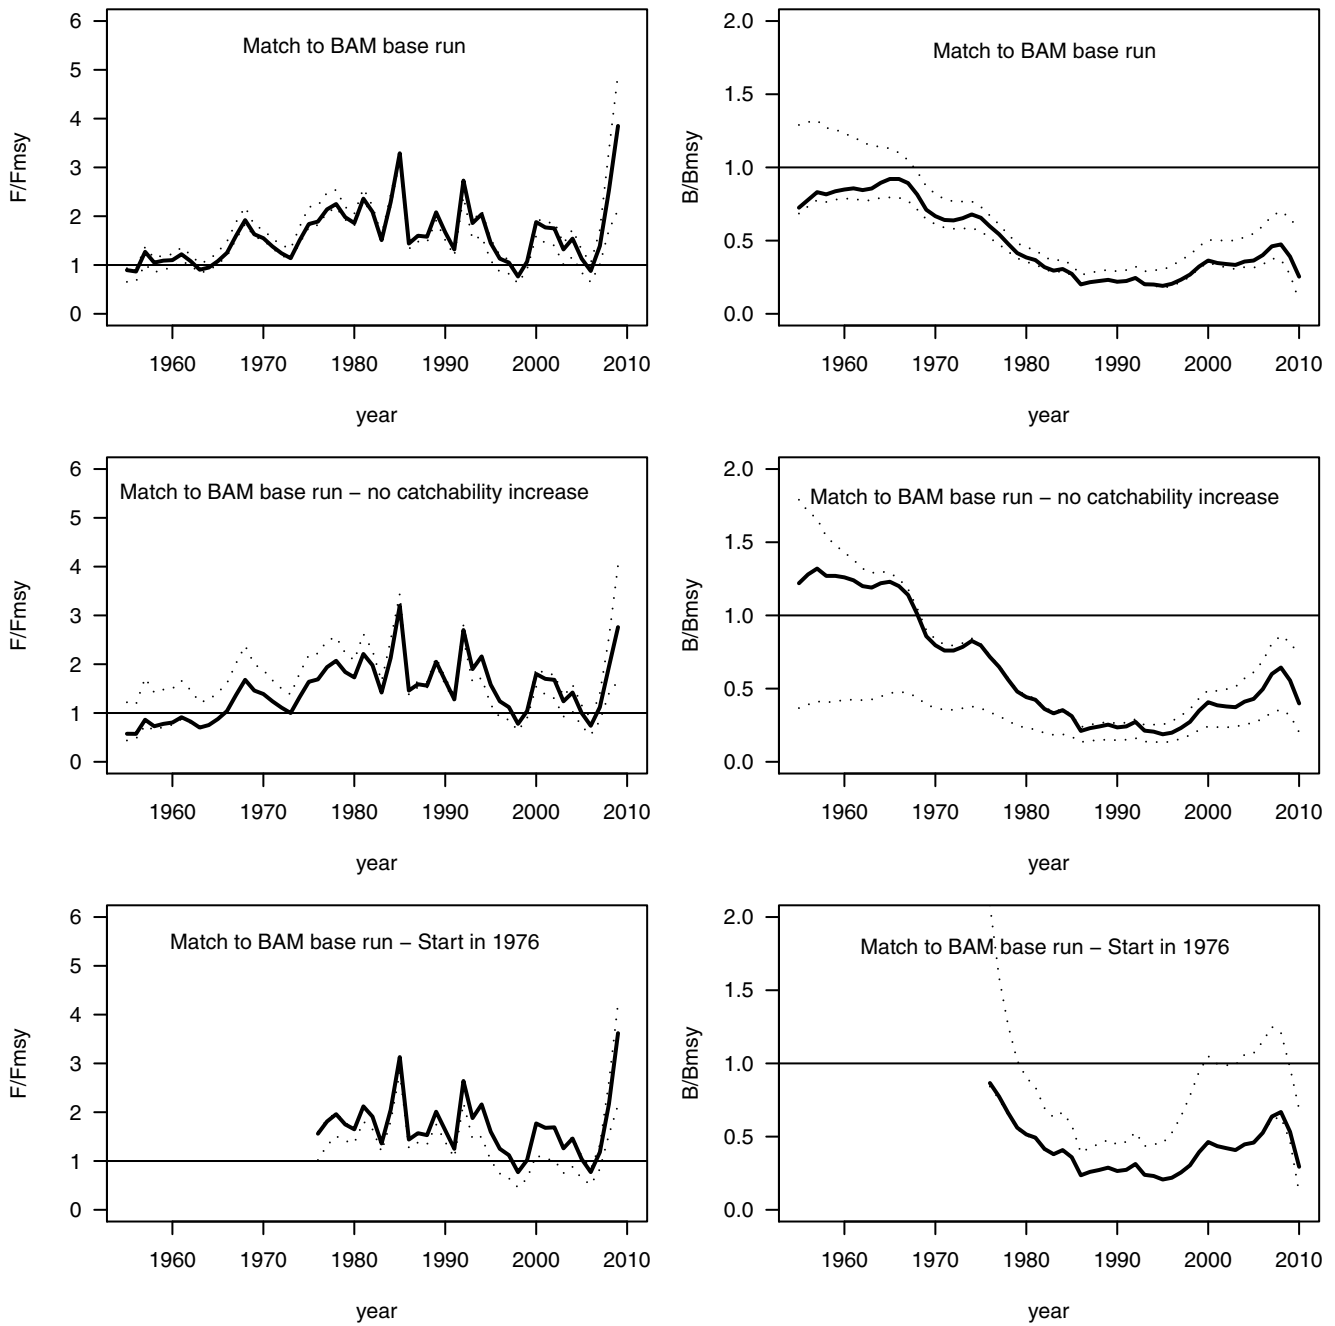 Match to BAM base run
F/Fmsy
6
5
4
3
2
1
0
1960 1970 1980 1990 2000 2010
year
Match to BAM base run
B/Bmsy
2.0
1.5
1.0
0.5
0.0
1960 1970 1980 1990 2000 2010
year
Match to BAM base run − no catchability increase
F/Fmsy
6
5
4
3
2
1
0
1960 1970 1980 1990 2000 2010
year
Match to BAM base run − no catchability increase
B/Bmsy
2.0
1.5
1.0
0.5
0.0
1960 1970 1980 1990 2000 2010
year
Match to BAM base run − Start in 1976
F/Fmsy
6
5
4
3
2
1
0
1960 1970 1980 1990 2000 2010
year
Match to BAM base run − Start in 1976
B/Bmsy
2.0
1.5
1.0
0.5
0.0
1960 1970 1980 1990 2000 2010
year